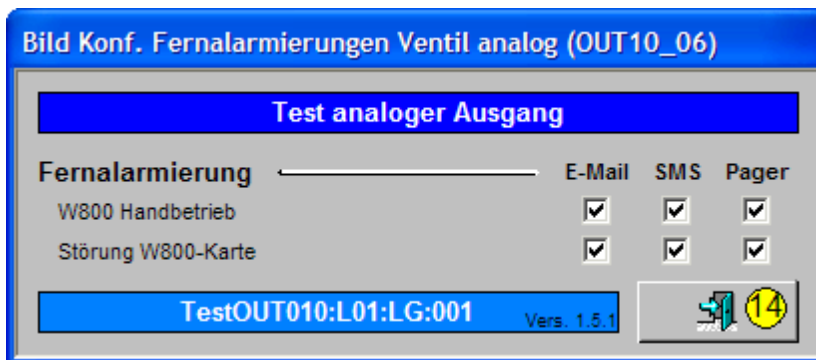 Bild Konf. Fernalarmierungen Ventil analog (OUT10_06)
Test analoger Ausgang
Fernalarmierung E-Mail SMS Pager
W800 Handbetrieb
Störung W800-Karte
TestOUT010:L01:LG:001 Vers. 1.5.1 14